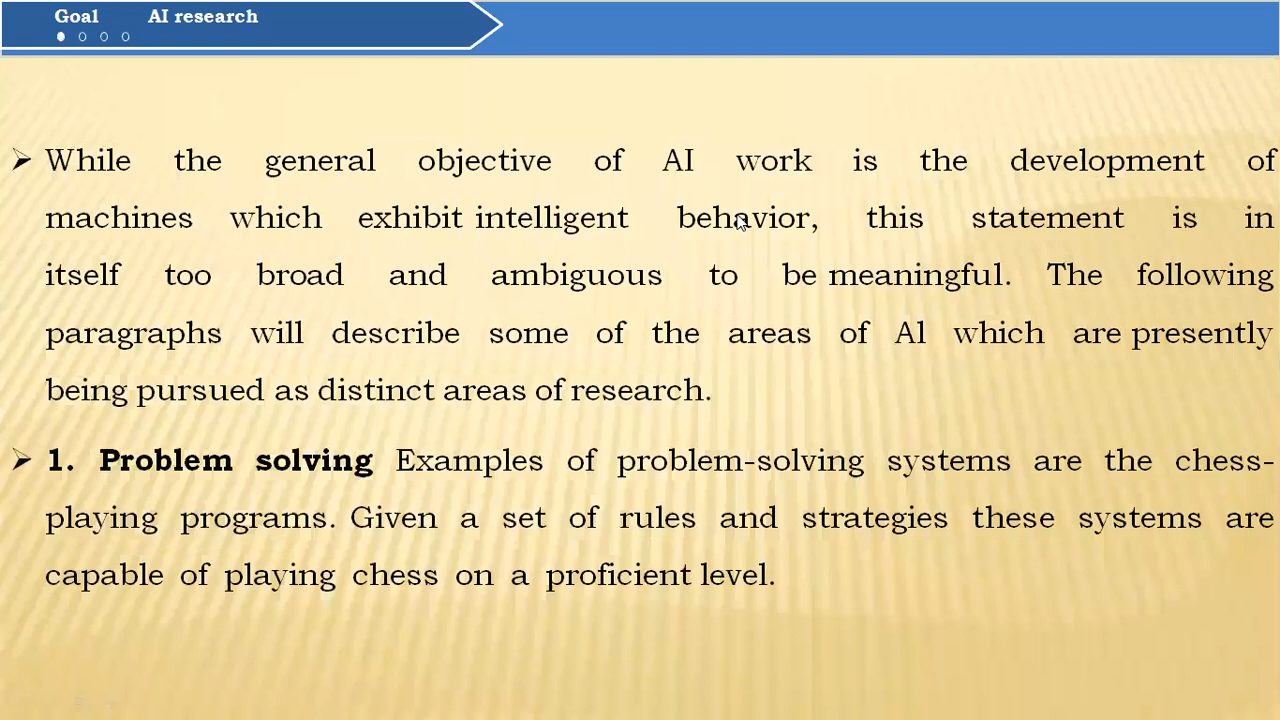 Goal AI research
While the general objective of AI work is the development of
machines which exhibit intelligent behavior, this statement is in
itself too broad and ambiguous to be meaningful. The following
paragraphs will describe some of the areas of Al which are presently
being pursued as distinct areas of research.
1. Problem solving Examples of problem-solving systems are the chess-
playing programs. Given a set of rules and strategies these systems are
capable of playing chess on a proficient level.